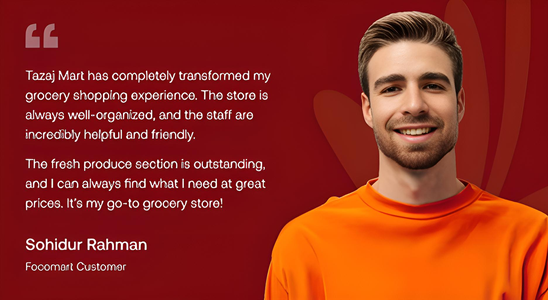 Tazaj Mart has completely transformed my
grocery shopping experience. The store is
always well-organized, and the staff are
incredibly helpful and friendly.
The fresh produce section is outstanding,
and I can always find what I need at great
prices. It's my go-to grocery store!
Sohidur Rahman
Focomart Customer